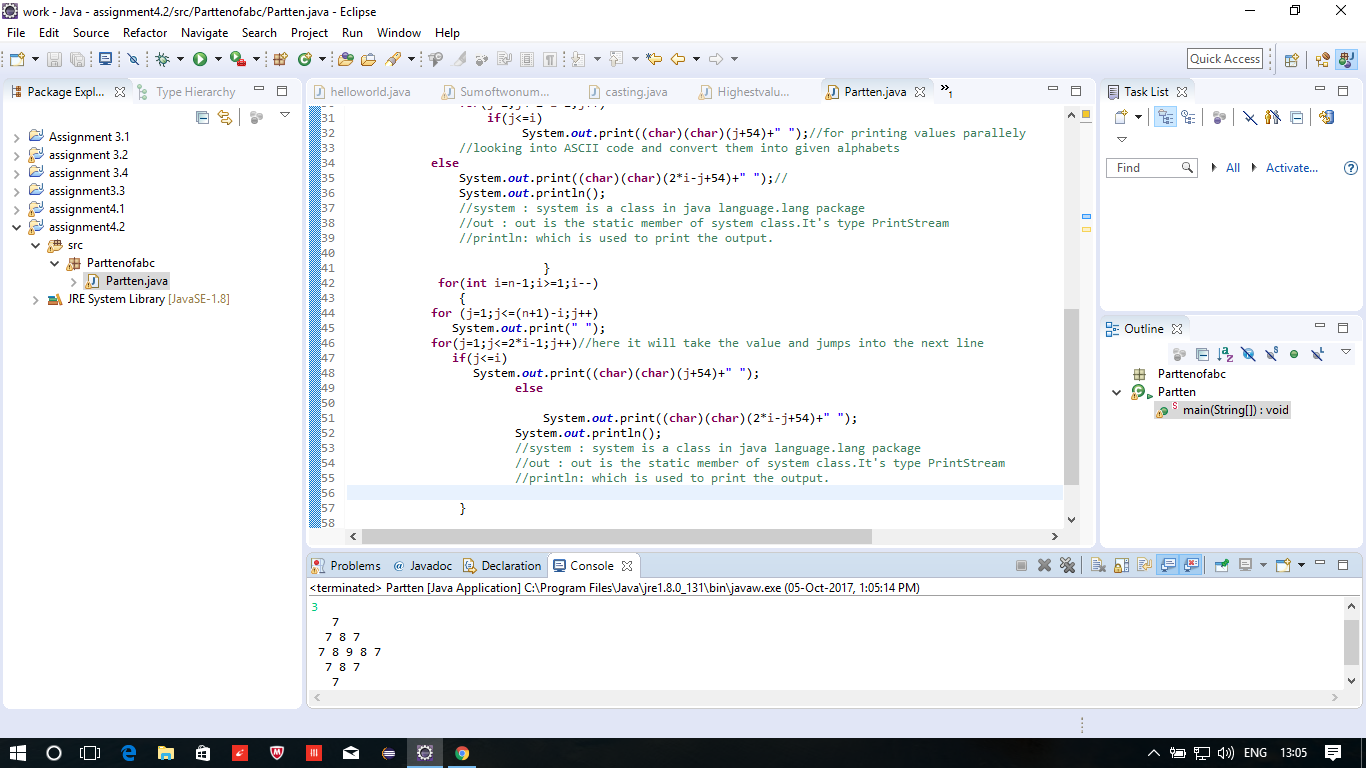 work - Java - assignment4.2/src/Parttenofabc/Partten.java - Eclipse
File Edit Source Refactor Navigate Search Project Run Window Help
Quick Access
Package Expl... Type Hierarchy
Assignment 3.1
assignment 3.2
assignment 3.4
assignment3.3
assignment4.1
assignment4.2
src
Parttenofabc
Partten.java
JRE System Library [JavaSE-1.8]
helloworld.java Sumoftwonum... casting.java Highestvalu... Partten.java »1
31 if(j<=i)
32 System.out.print((char)(char)(j+54)+" ");//for printing values parallely
33 //looking into ASCII code and convert them into given alphabets
34 else
35 System.out.print((char)(char)(2*i-j+54)+" ");//
36 System.out.println();
37 //system : system is a class in java language.lang package
38 //out : out is the static member of system class.It's type PrintStream
39 //println: which is used to print the output.
40
41 }
42 for(int i=n-1;i>=1;i--)
43 {
44 for (j=1;j<=(n+1)-i;j++)
45 System.out.print(" ");
46 for(j=1;j<=2*i-1;j++)//here it will take the value and jumps into the next line
47 if(j<=i)
48 System.out.print((char)(char)(j+54)+" ");
49 else
50
51 System.out.print((char)(char)(2*i-j+54)+" ");
52 System.out.println();
53 //system : system is a class in java language.lang package
54 //out : out is the static member of system class.It's type PrintStream
55 //println: which is used to print the output.
56
57 }
58
Task List
Find All Activate...
Outline
Parttenofabc
Partten
main(String[]) : void
Problems @ Javadoc Declaration Console
<terminated> Partten [Java Application] C:\Program Files\Java\jre1.8.0_131\bin\javaw.exe (05-Oct-2017, 1:05:14 PM)
3
7
7 8 7
7 8 9 8 7
7 8 7
7
ENG 13:05